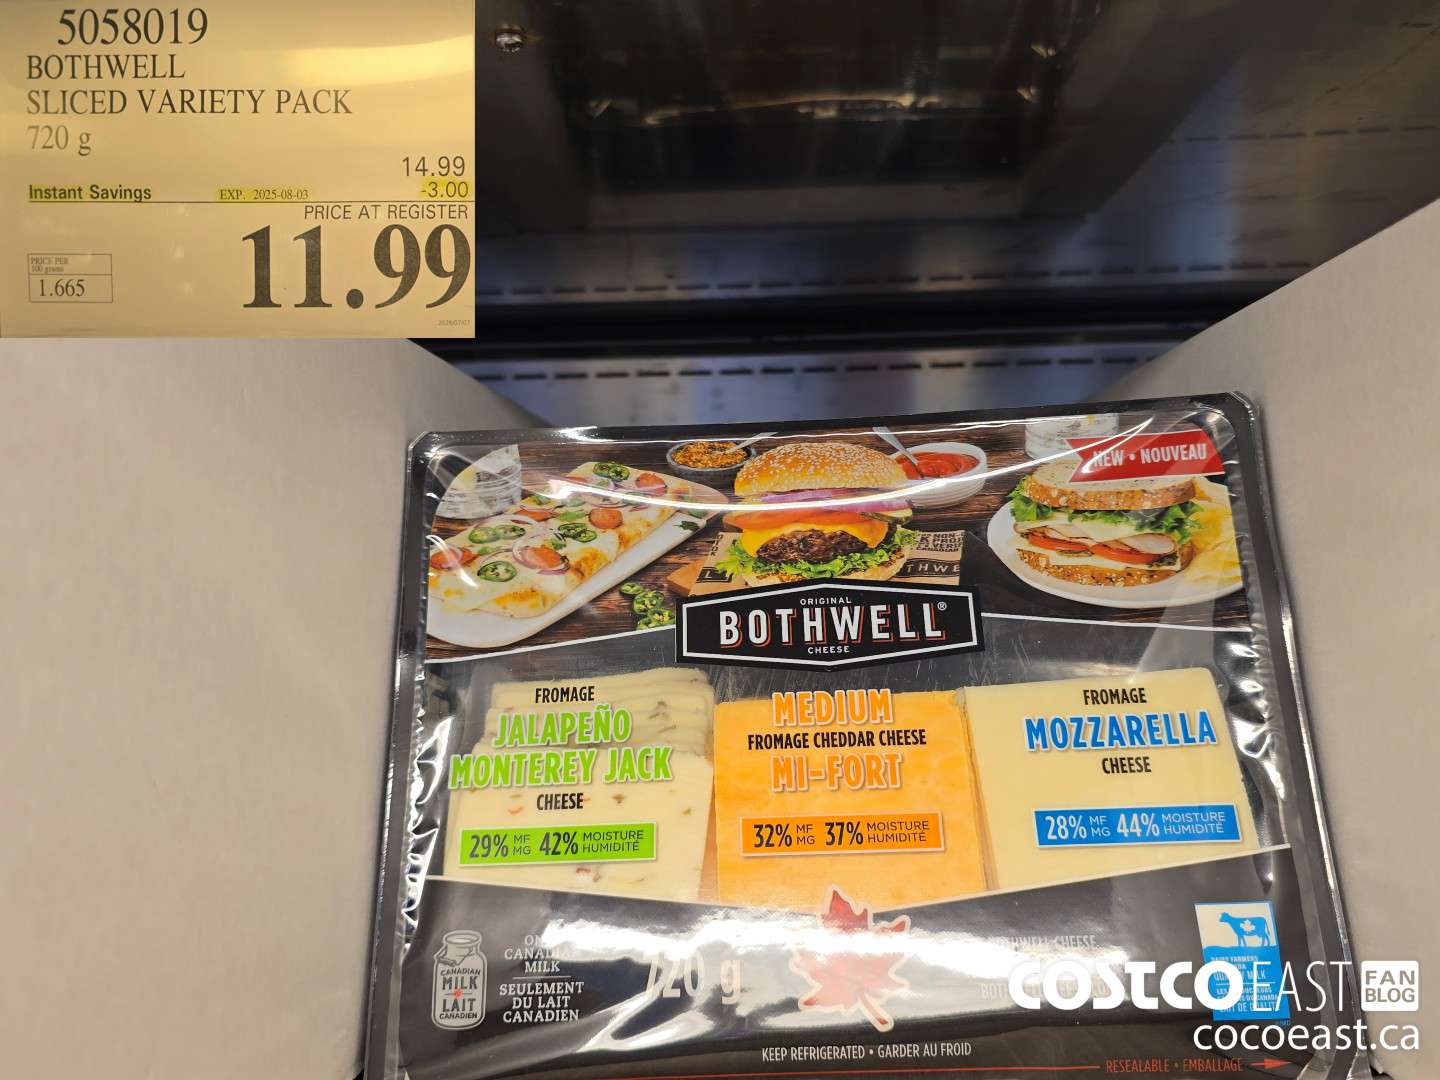 5058019
BOTHWELL
SLICED VARIETY PACK
720 g
14.99
Instant Savings EXP. 2025-08-03 -3.00
PRICE AT REGISTER
11.99
PRICE PER
100 grams
1.665
NEW • NOUVEAU
ORIGINAL
BOTHWELL®
CHEESE
FROMAGE
JALAPEÑO
MONTEREY JACK
CHEESE
29% MF MG 42% MOISTURE HUMIDITÉ
MEDIUM
FROMAGE CHEDDAR CHEESE
MI-FORT
32% MF MG 37% MOISTURE HUMIDITÉ
FROMAGE
MOZZARELLA
CHEESE
28% MF MG 44% MOISTURE HUMIDITÉ
CANADIAN
MILK
LAIT
CANADIEN
CANADIAN
MILK
SEULEMENT
DU LAIT
CANADIEN
720 g
BOTHWELL CHEESE
COSTCO EAST FAN BLOG
cocoeast.ca
KEEP REFRIGERATED • GARDER AU FROID
RESEALABLE • EMBALLAGE